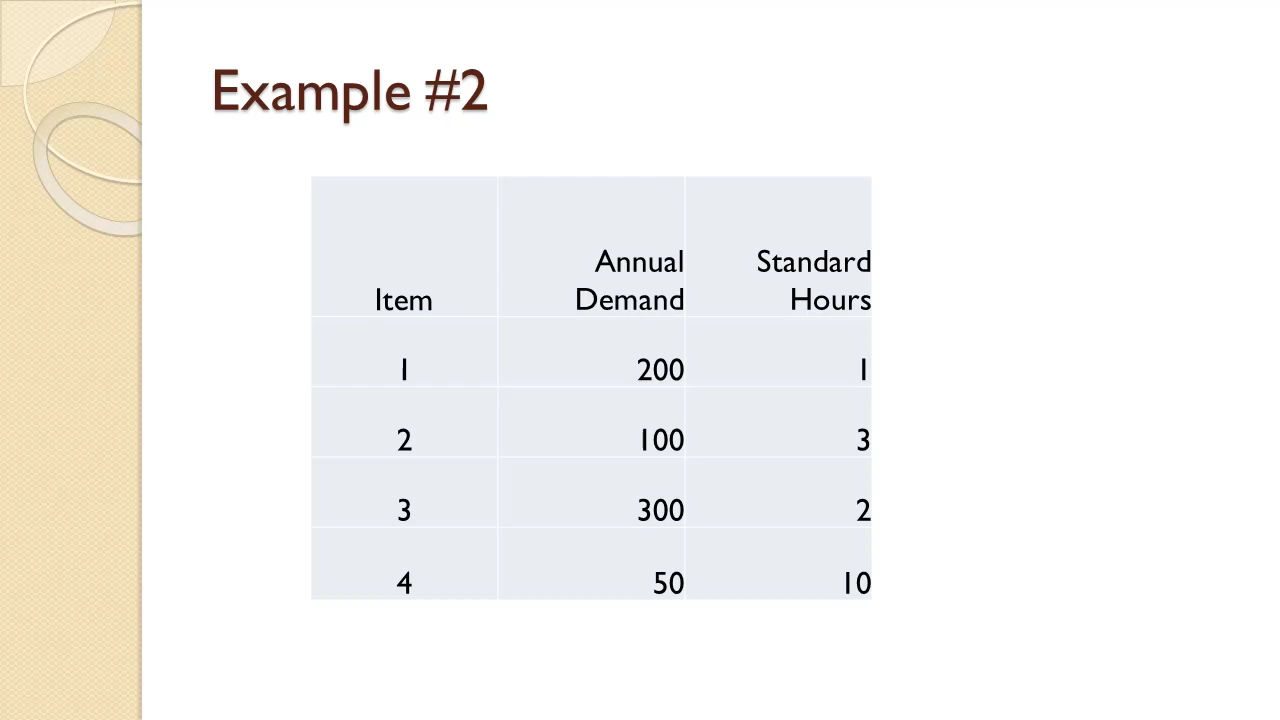 Example #2
Annual Standard
Item Demand Hours
1 200 1
2 100 3
3 300 2
4 50 10